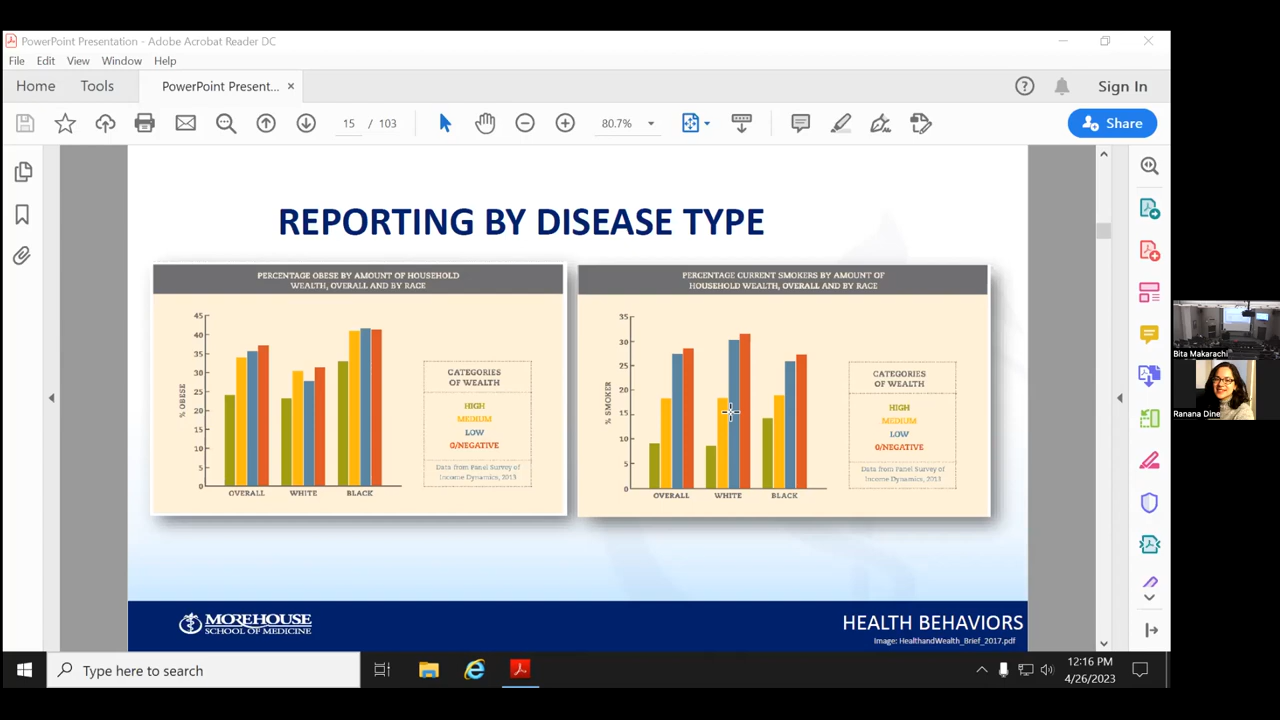 PowerPoint Presentation - Adobe Acrobat Reader DC
File Edit View Window Help
Home Tools PowerPoint Present... × Sign In
15 / 103 80.7% Share
REPORTING BY DISEASE TYPE
PERCENTAGE OBESE BY AMOUNT OF HOUSEHOLD
WEALTH, OVERALL AND BY RACE
45
40
35
30
25
20
15
10
5
0
% OBESE
OVERALL WHITE BLACK
CATEGORIES
OF WEALTH
HIGH
MEDIUM
LOW
0/NEGATIVE
Data from Panel Survey of
Income Dynamics, 2013
PERCENTAGE CURRENT SMOKERS BY AMOUNT OF
HOUSEHOLD WEALTH, OVERALL AND BY RACE
35
30
25
20
15
10
5
0
% SMOKER
OVERALL WHITE BLACK
CATEGORIES
OF WEALTH
HIGH
MEDIUM
LOW
0/NEGATIVE
Data from Panel Survey of
Income Dynamics, 2013
Bita Makarachi
Ranana Dine
MOREHOUSE
SCHOOL OF MEDICINE
HEALTH BEHAVIORS
Image: HealthandWealth_Brief_2017.pdf
Type here to search
12:16 PM
4/26/2023